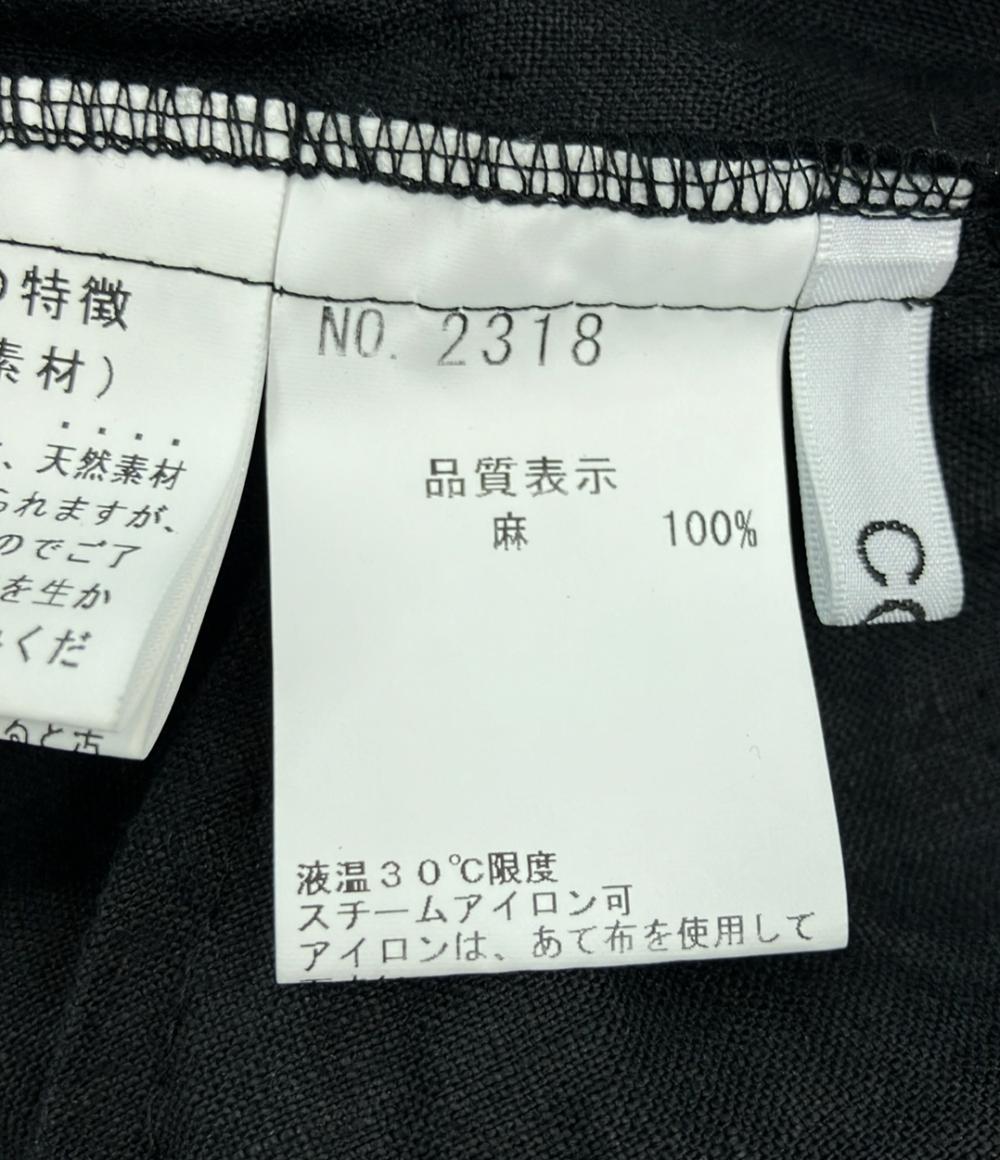 の特徴
素材）
、天然素材
られますが、
のでご了
を生か
くだ
NO. 2318
品質表示
麻 100%
液温３０℃限度
スチームアイロン可
アイロンは、あて布を使用して
C